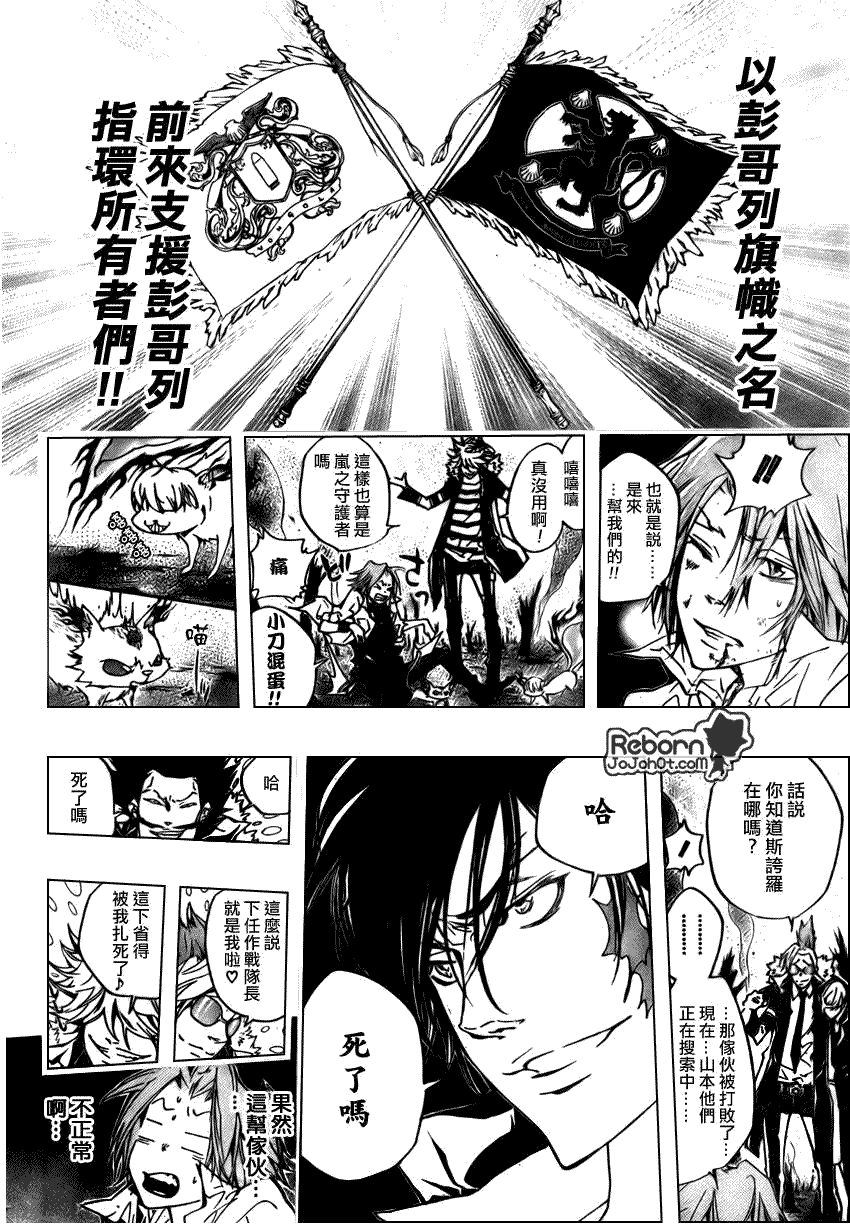 以彭哥列旗幟之名
前來支援彭哥列
指環所有者們!!
!!
也就是說……
是來
…幫我們的!!
嘻嘻嘻
真沒用啊!
這樣也算是
嵐之守護者
嗎
痛
小刀混蛋!!
喵
Reborn
JoJoHot.com
話説
你知道斯誇羅
在哪嗎?
!
………
…那傢伙被打敗了…
現在…山本他們
正在搜索中……
哈
死了嗎
哈
死了嗎
這麼説
下任作戰隊長
就是我啦♡
這下省得
被我扎死了♪
果然…
這幫傢伙…
不正常
啊…